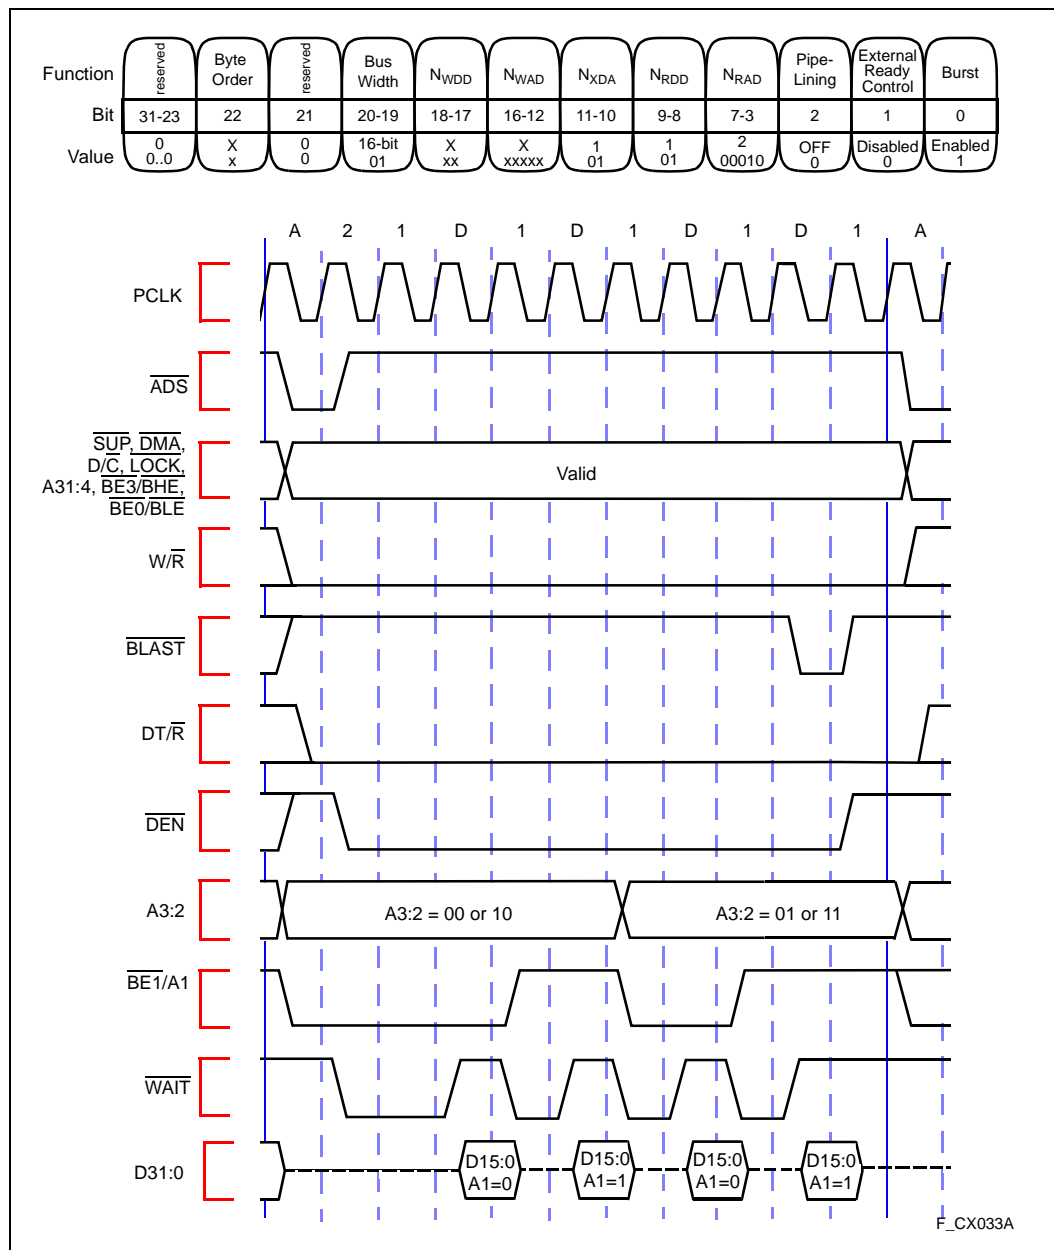 Function
reserved
Byte Order
reserved
Bus Width
NWDD
NWAD
NXDA
NRDD
NRAD
Pipe-Lining
External Ready Control
Burst
Bit 31-23 22 21 20-19 18-17 16-12 11-10 9-8 7-3 2 1 0
Value
0 X 0 16-bit X X 1 1 2 OFF Disabled Enabled
0..0 x 0 01 xx xxxxx 01 01 00010 0 0 1
A 2 1 D 1 D 1 D 1 D 1 A
PCLK
ADS
SUP, DMA,
D/C, LOCK,
A31:4, BE3/BHE,
BE0/BLE
Valid
W/R
BLAST
DT/R
DEN
A3:2
A3:2 = 00 or 10
A3:2 = 01 or 11
BE1/A1
WAIT
D31:0
D15:0 D15:0 D15:0 D15:0
A1=0 A1=1 A1=0 A1=1
F_CX033A